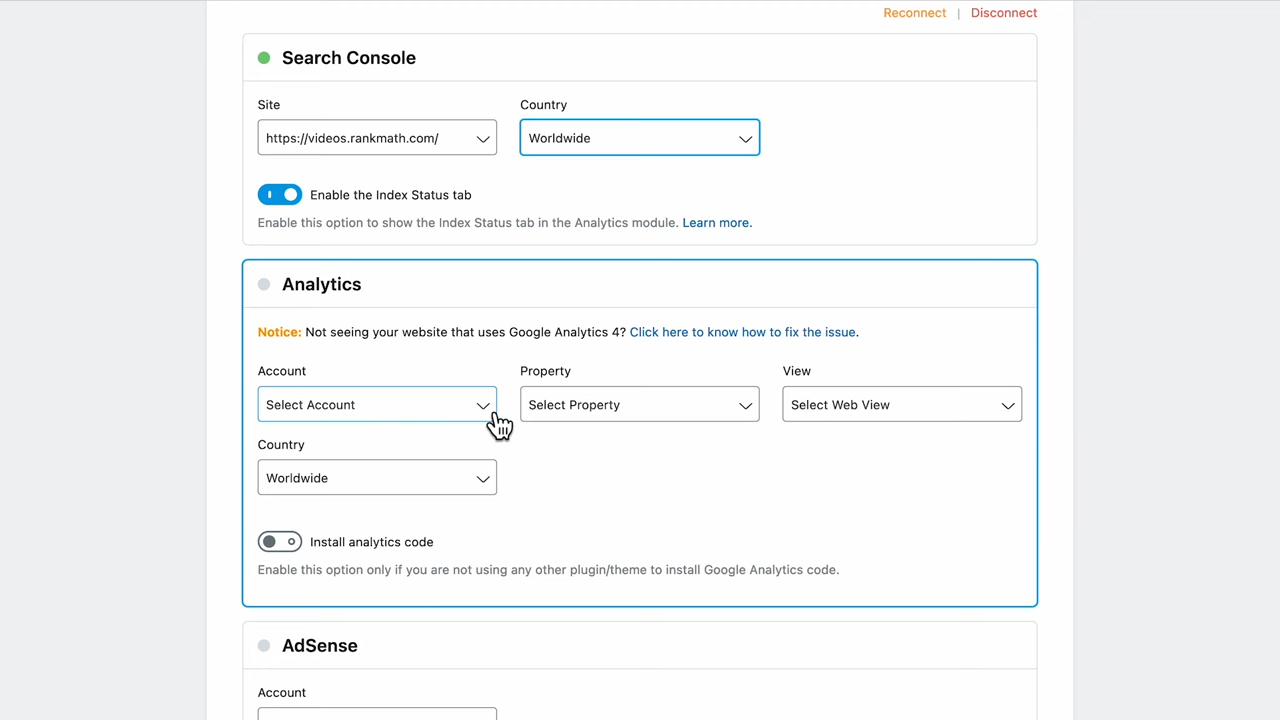 Reconnect | Disconnect
Search Console
Site Country
https://videos.rankmath.com/ Worldwide
Enable the Index Status tab
Enable this option to show the Index Status tab in the Analytics module. Learn more.
Analytics
Notice: Not seeing your website that uses Google Analytics 4? Click here to know how to fix the issue.
Account Property View
Select Account Select Property Select Web View
Country
Worldwide
Install analytics code
Enable this option only if you are not using any other plugin/theme to install Google Analytics code.
AdSense
Account